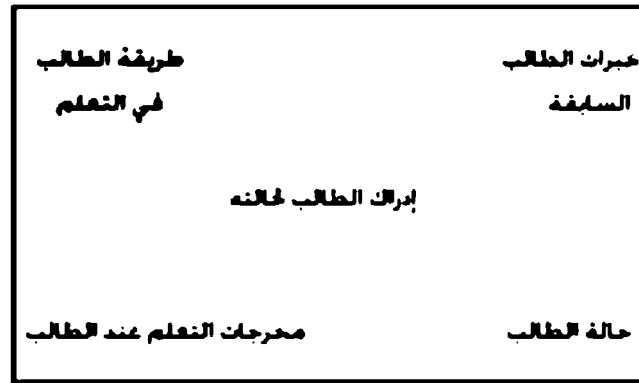 خبرات الطالب
السابقة
طريقة الطالب
في التعلم
إدراك الطالب لحالته
حالة الطالب
مخرجات التعلم عند الطالب